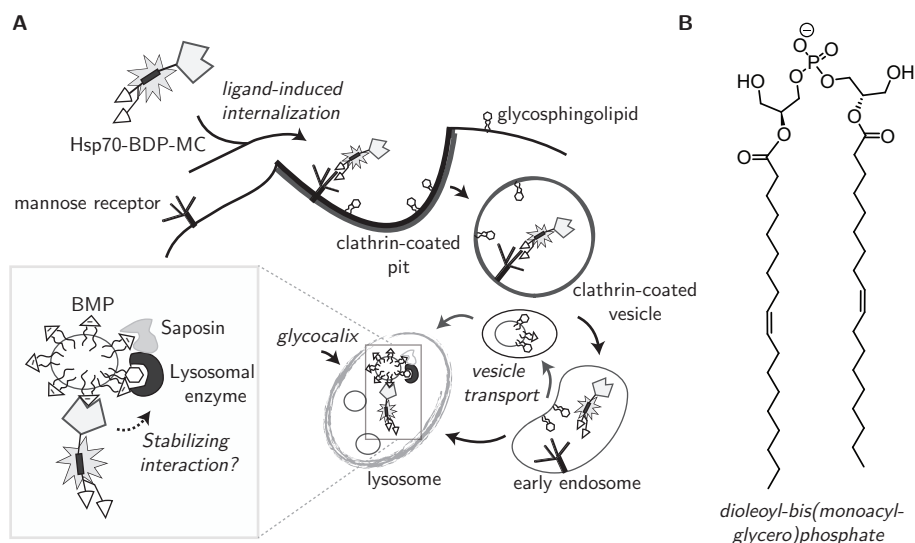 A
B
ligand-induced
internalization
Hsp70-BDP-MC
glycosphingolipid
mannose receptor
clathrin-coated
pit
clathrin-coated
vesicle
BMP
Saposin
Lysosomal
enzyme
Stabilizing
interaction?
glycocalix
vesicle
transport
lysosome
early endosome
⊖
O
P
O
HO
O
O
OH
O
O
O
O
dioleoyl-bis(monoacyl-
glycero)phosphate